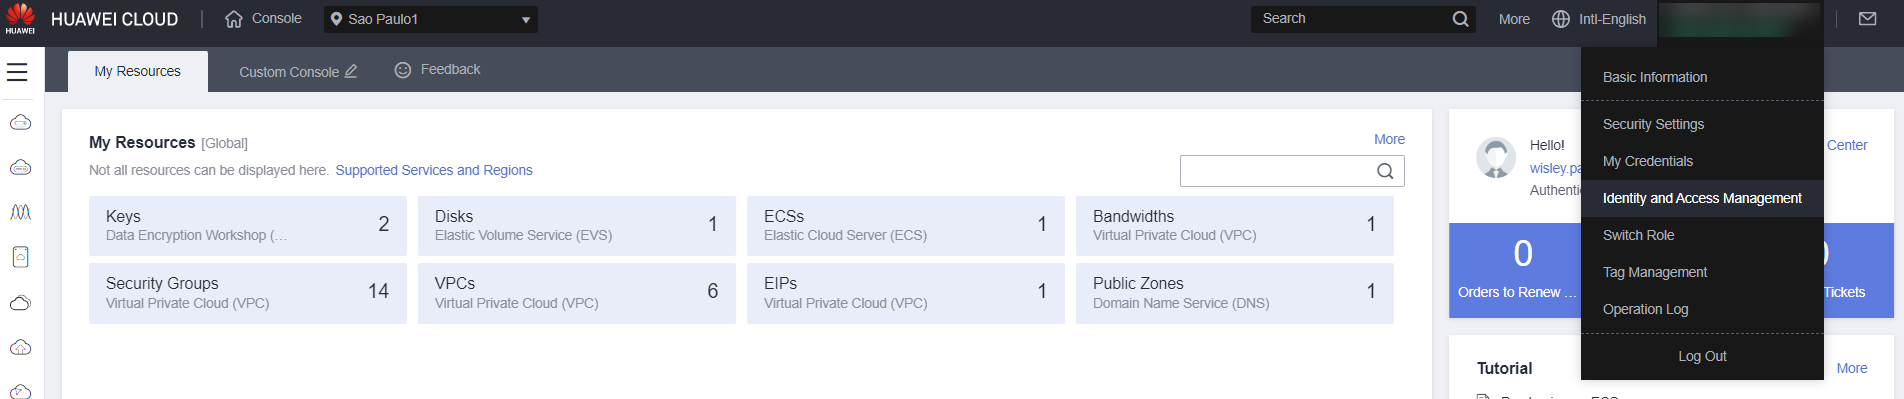 HUAWEI
HUAWEI CLOUD
Console
Sao Paulo1
Search
More
Intl-English
My Resources
Custom Console
Feedback
Basic Information
Security Settings
My Credentials
Identity and Access Management
Switch Role
Tag Management
Operation Log
Log Out
My Resources [Global]
More
Not all resources can be displayed here. Supported Services and Regions
Keys
Data Encryption Workshop (...
2
Disks
Elastic Volume Service (EVS)
1
ECSs
Elastic Cloud Server (ECS)
1
Bandwidths
Virtual Private Cloud (VPC)
1
Security Groups
Virtual Private Cloud (VPC)
14
VPCs
Virtual Private Cloud (VPC)
6
EIPs
Virtual Private Cloud (VPC)
1
Public Zones
Domain Name Service (DNS)
1
Hello!
Center
0
Orders to Renew ...
Tickets
Tutorial
More